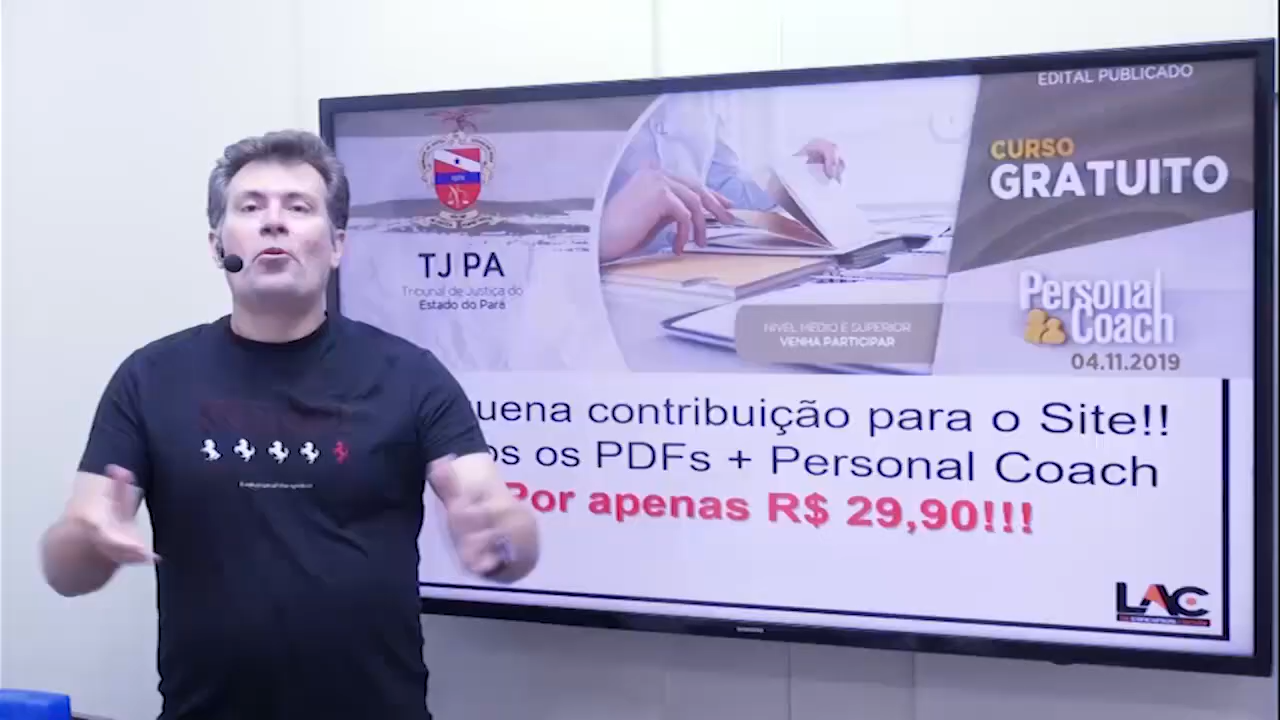 EDITAL PUBLICADO
CURSO
GRATUITO
TJ PA
Tribunal de Justiça do
Estado do Pará
Personal
Coach
04.11.2019
NÍVEL MÉDIO E SUPERIOR
VENHA PARTICIPAR
uena contribuição para o Site!!
os os PDFs + Personal Coach
Por apenas R$ 29,90!!!
LAC